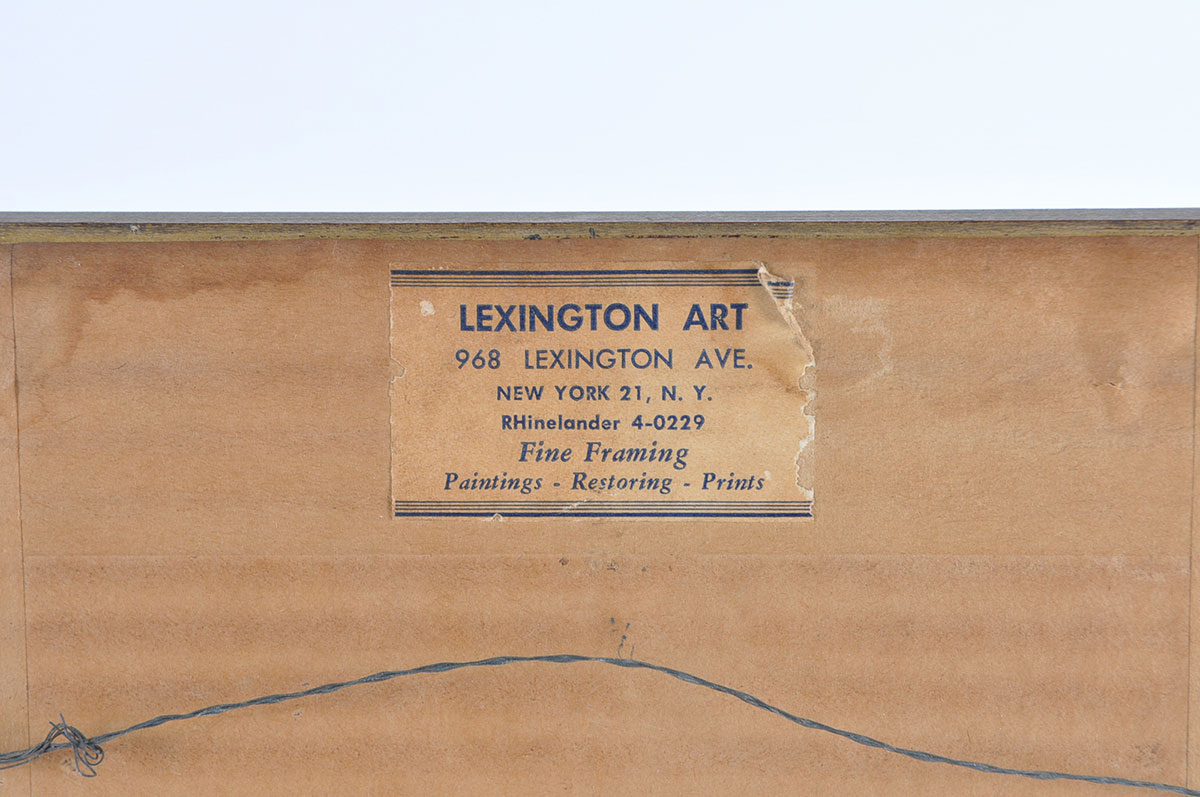 LEXINGTON ART
968 LEXINGTON AVE.
NEW YORK 21, N. Y.
RHinelander 4-0229
Fine Framing
Paintings - Restoring - Prints